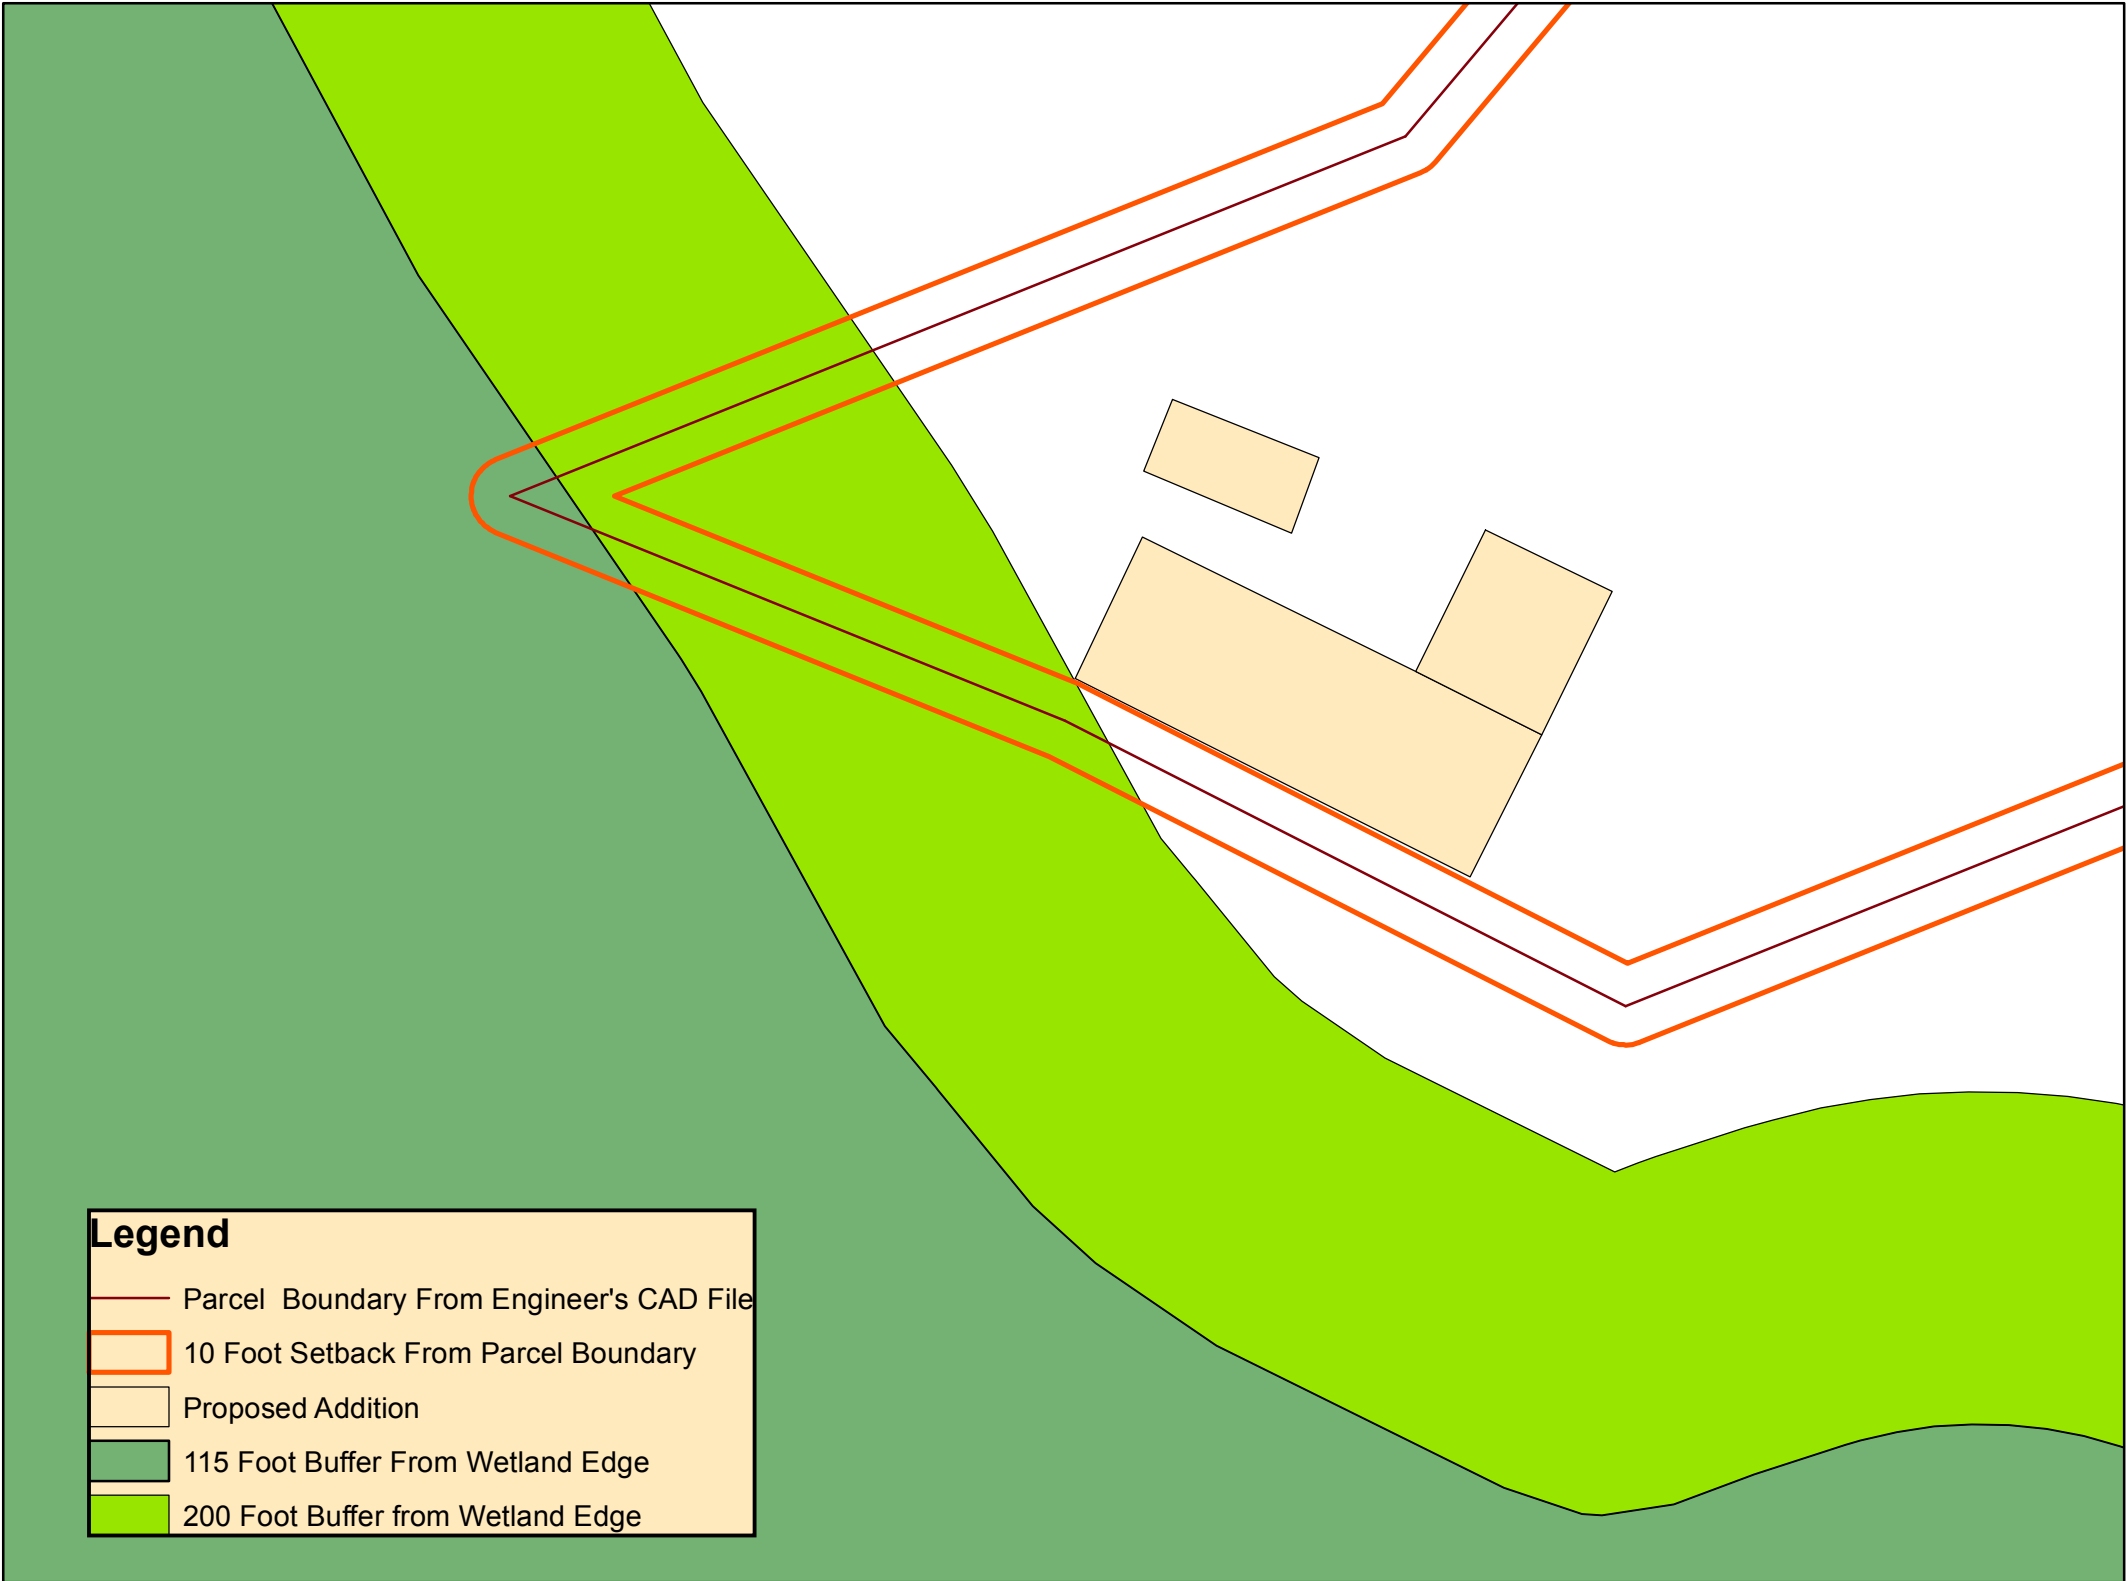 Legend
Parcel  Boundary From Engineer's CAD File
10 Foot Setback From Parcel Boundary
Proposed Addition
115 Foot Buffer From Wetland Edge
200 Foot Buffer from Wetland Edge